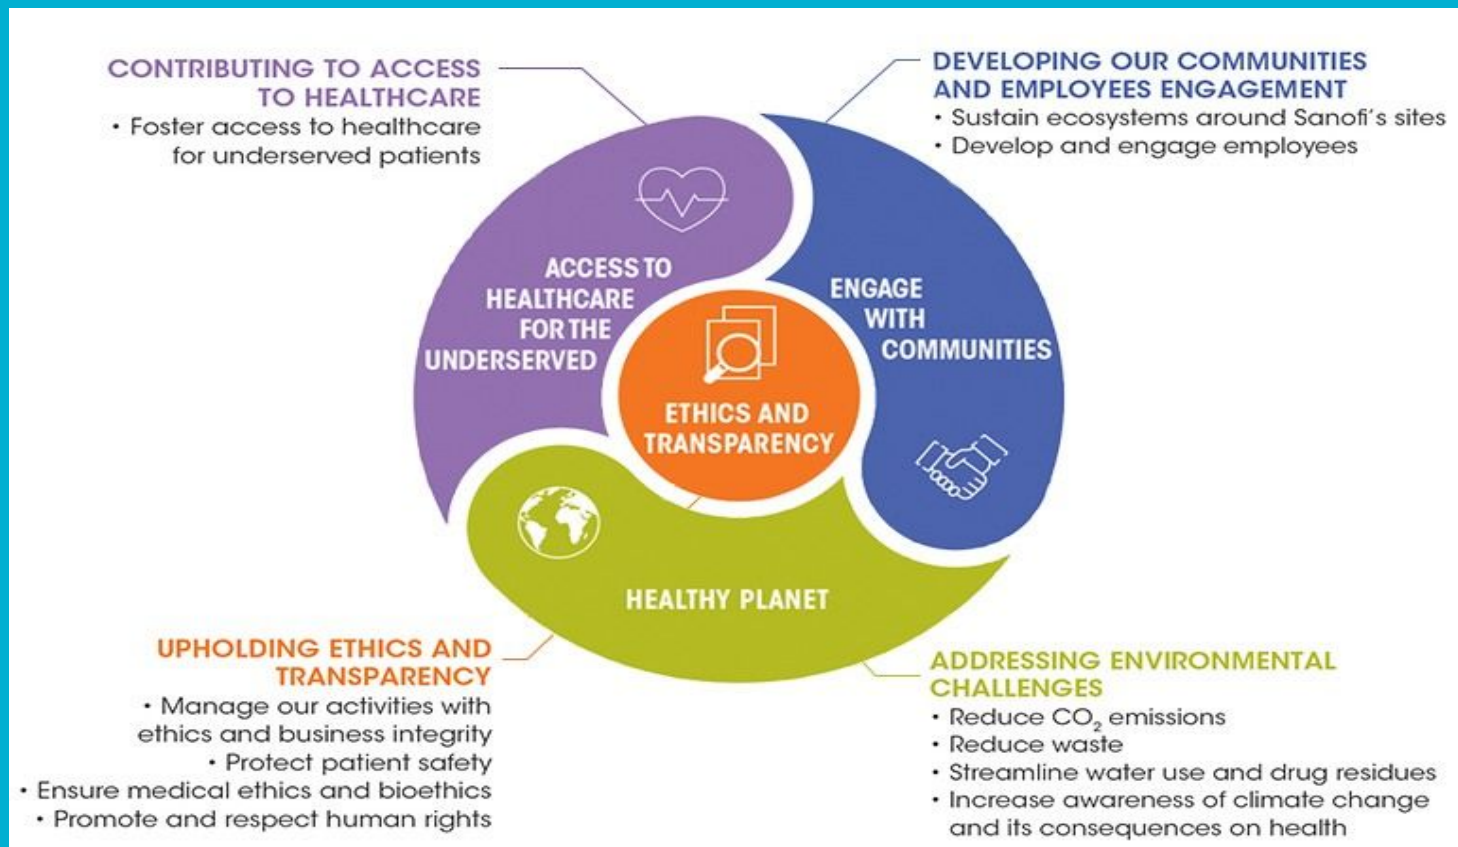 CONTRIBUTING TO ACCESS
TO HEALTHCARE
• Foster access to healthcare
for underserved patients
DEVELOPING OUR COMMUNITIES
AND EMPLOYEES ENGAGEMENT
• Sustain ecosystems around Sanofi's sites
• Develop and engage employees
ACCESS TO
HEALTHCARE
FOR THE
UNDERSERVED
ENGAGE
WITH
COMMUNITIES
ETHICS AND
TRANSPARENCY
HEALTHY PLANET
UPHOLDING ETHICS AND
TRANSPARENCY
• Manage our activities with
ethics and business integrity
• Protect patient safety
• Ensure medical ethics and bioethics
• Promote and respect human rights
ADDRESSING ENVIRONMENTAL
CHALLENGES
• Reduce CO₂ emissions
• Reduce waste
• Streamline water use and drug residues
• Increase awareness of climate change
and its consequences on health